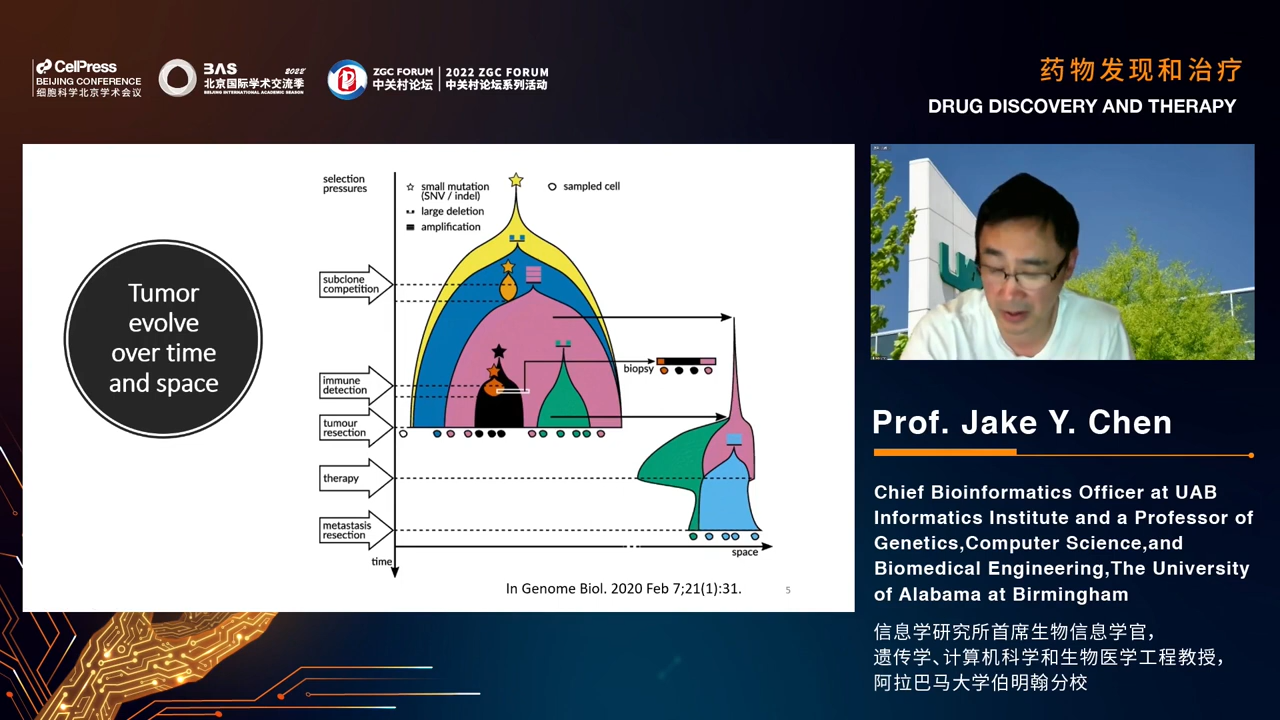 CelPress
BEIJING CONFERENCE
细胞科学北京学术会议
BAS 2022
北京国际学术交流季
BEIJING INTERNATIONAL ACADEMIC SEASON
ZGC FORUM
中关村论坛
2022 ZGC FORUM
中关村论坛系列活动
药物发现和治疗
DRUG DISCOVERY AND THERAPY
Tumor
evolve
over time
and space
selection
pressures
small mutation
(SNV / indel)
large deletion
amplification
sampled cell
subclone
competition
immune
detection
biopsy
tumour
resection
therapy
metastasis
resection
space
time
In Genome Biol. 2020 Feb 7;21(1):31.
5
Prof. Jake Y. Chen
Chief Bioinformatics Officer at UAB
Informatics Institute and a Professor of
Genetics,Computer Science,and
Biomedical Engineering,The University
of Alabama at Birmingham
信息学研究所首席生物信息学官，
遗传学、计算机科学和生物医学工程教授，
阿拉巴马大学伯明翰分校